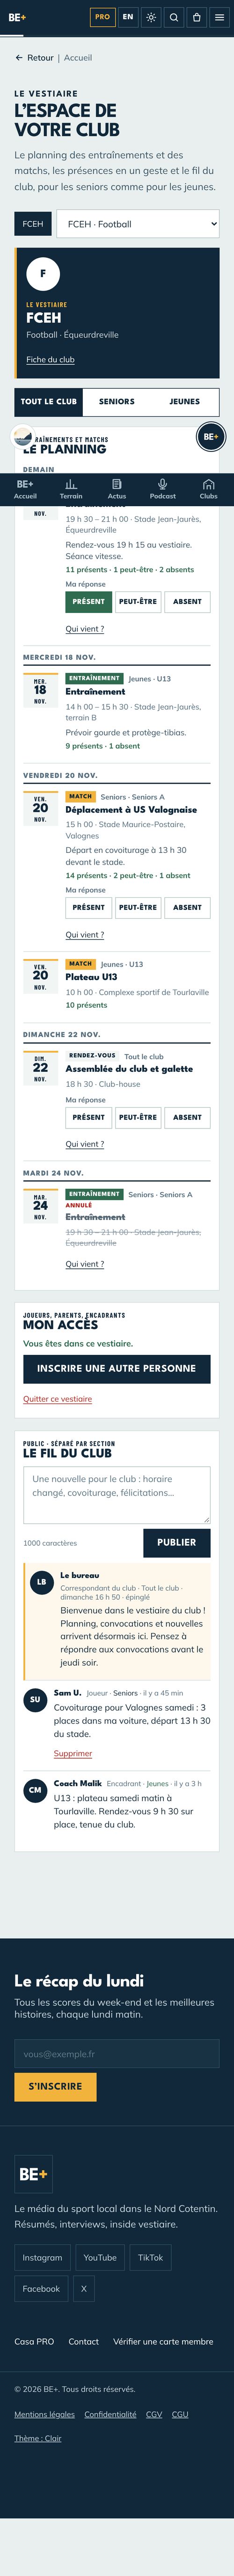 BE+
PRO
EN
← Retour | Accueil
LE VESTIAIRE
L'ESPACE DE
VOTRE CLUB
Le planning des entraînements et des
matchs, les présences en un geste et le fil du
club, pour les seniors comme pour les jeunes.
FCEH
FCEH · Football
F
LE VESTIAIRE
FCEH
Football · Équeurdreville
Fiche du club
TOUT LE CLUB
SENIORS
JEUNES
LE PLANNING
BE+
DEMAIN
BE+
Accueil
Terrain
Actus
Podcast
Clubs
NOV.
19 h 30 – 21 h 00 · Stade Jean-Jaurès,
Équeurdreville
Rendez-vous 19 h 15 au vestiaire.
Séance vitesse.
11 présents · 1 peut-être · 2 absents
Ma réponse
PRÉSENT
PEUT-ÊTRE
ABSENT
Qui vient ?
MERCREDI 18 NOV.
MER.
18
NOV.
ENTRAÎNEMENT
Jeunes · U13
Entraînement
14 h 00 – 15 h 30 · Stade Jean-Jaurès,
terrain B
Prévoir gourde et protège-tibias.
9 présents · 1 absent
VENDREDI 20 NOV.
VEN.
20
NOV.
MATCH
Seniors · Seniors A
Déplacement à US Valognaise
15 h 00 · Stade Maurice-Postaire,
Valognes
Départ en covoiturage à 13 h 30
devant le stade.
14 présents · 2 peut-être · 1 absent
Ma réponse
PRÉSENT
PEUT-ÊTRE
ABSENT
Qui vient ?
VEN.
20
NOV.
MATCH
Jeunes · U13
Plateau U13
10 h 00 · Complexe sportif de Tourlaville
10 présents
DIMANCHE 22 NOV.
DIM.
22
NOV.
RENDEZ-VOUS
Tout le club
Assemblée du club et galette
18 h 30 · Club-house
Ma réponse
PRÉSENT
PEUT-ÊTRE
ABSENT
Qui vient ?
MARDI 24 NOV.
MAR.
24
NOV.
ENTRAÎNEMENT
Seniors · Seniors A
ANNULÉ
Entraînement
19 h 30 – 21 h 00 · Stade Jean-Jaurès,
Équeurdreville
Qui vient ?
JOUEURS, PARENTS, ENCADRANTS
MON ACCÈS
Vous êtes dans ce vestiaire.
INSCRIRE UNE AUTRE PERSONNE
Quitter ce vestiaire
PUBLIC · SÉPARÉ PAR SECTION
LE FIL DU CLUB
Une nouvelle pour le club : horaire
changé, covoiturage, félicitations…
1000 caractères
PUBLIER
LB
Le bureau
Correspondant du club · Tout le club ·
dimanche 16 h 50 · épinglé
Bienvenue dans le vestiaire du club !
Planning, convocations et nouvelles
arrivent désormais ici. Pensez à
répondre aux convocations avant le
jeudi soir.
SU
Sam U.
Joueur · Seniors · il y a 45 min
Covoiturage pour Valognes samedi : 3
places dans ma voiture, départ 13 h 30
du stade.
Supprimer
CM
Coach Malik
Encadrant · Jeunes · il y a 3 h
U13 : plateau samedi matin à
Tourlaville. Rendez-vous 9 h 30 sur
place, tenue du club.
Le récap du lundi
Tous les scores du week-end et les meilleures
histoires, chaque lundi matin.
vous@exemple.fr
S'INSCRIRE
BE+
Le média du sport local dans le Nord Cotentin.
Résumés, interviews, inside vestiaire.
Instagram
YouTube
TikTok
Facebook
X
Casa PRO
Contact
Vérifier une carte membre
© 2026 BE+. Tous droits réservés.
Mentions légales
Confidentialité
CGV
CGU
Thème : Clair